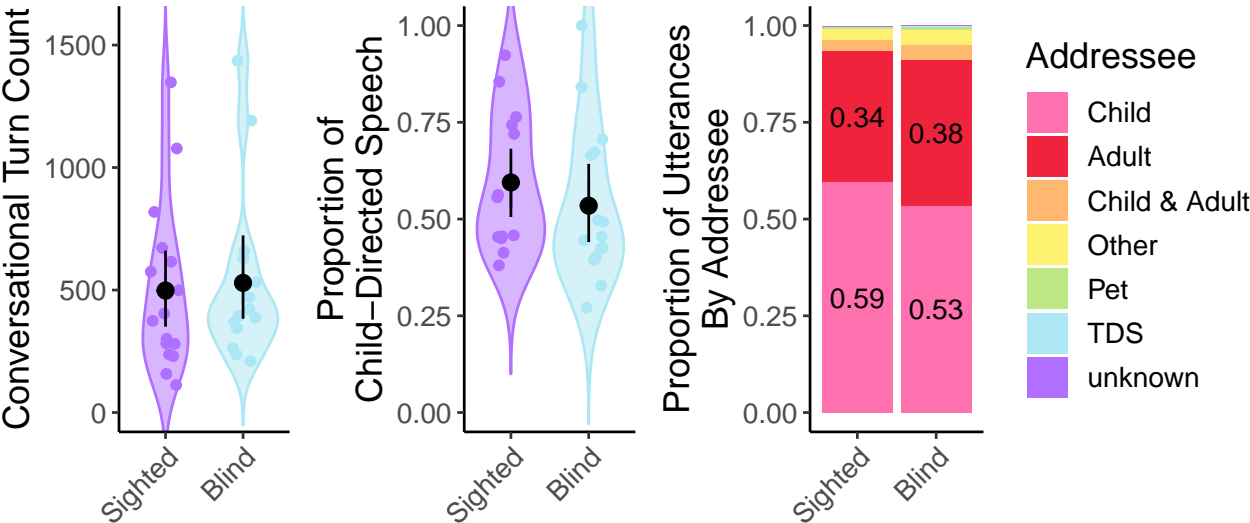 Conversational Turn Count
1500
1000
500
0
Sighted
Blind
Proportion of
Child–Directed Speech
1.00
0.75
0.50
0.25
0.00
Sighted
Blind
Proportion of Utterances
By Addressee
1.00
0.75
0.50
0.25
0.00
0.34
0.38
0.59
0.53
Sighted
Blind
Addressee
Child
Adult
Child & Adult
Other
Pet
TDS
unknown